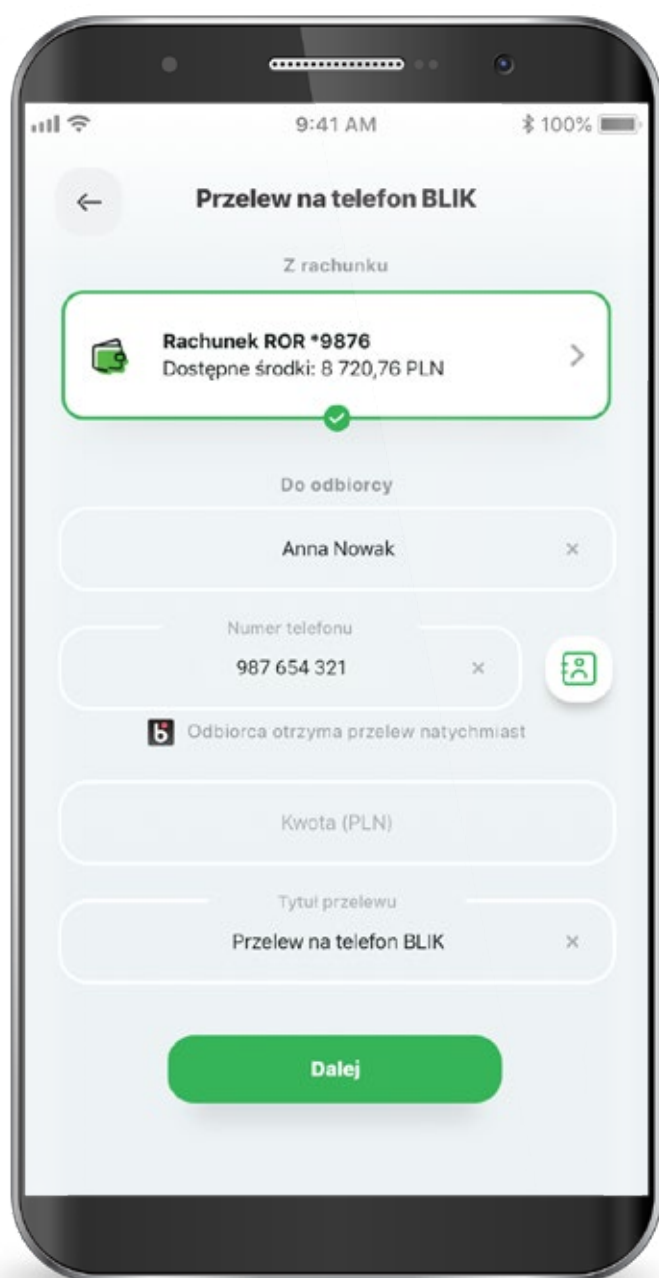 9:41 AM
100%
Przelew na telefon BLIK
Z rachunku
Rachunek ROR *9876
Dostępne środki: 8 720,76 PLN
Do odbiorcy
Anna Nowak
Numer telefonu
987 654 321
Odbiorca otrzyma przelew natychmiast
Kwota (PLN)
Tytuł przelewu
Przelew na telefon BLIK
Dalej